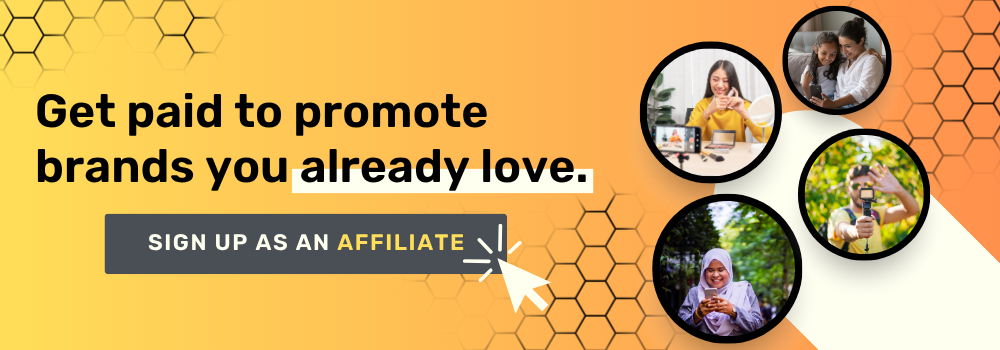 Get paid to promote
brands you already love.
SIGN UP AS AN AFFILIATE